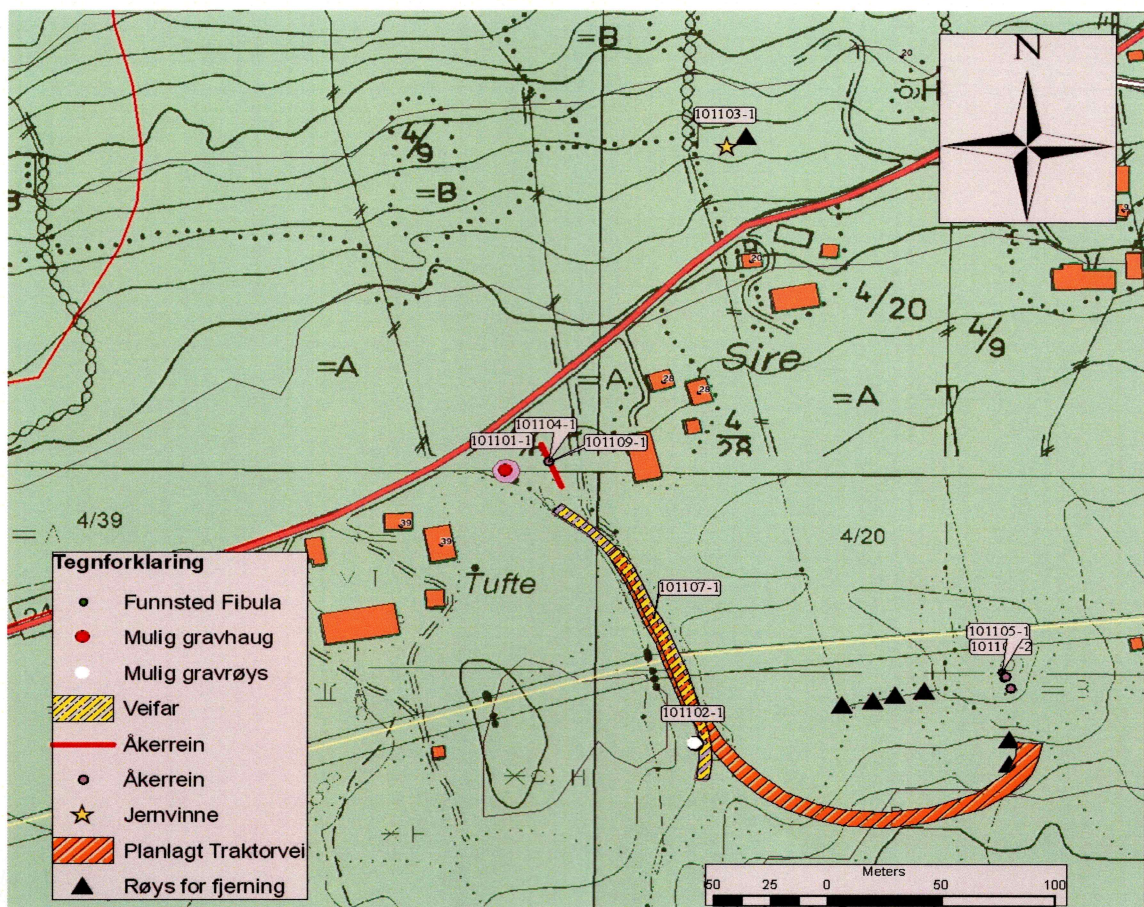 =B
N
20
H
101103-1
4/9
=B
B
20
9
4/20
4/9
Sire
=A
=A
28
28
=A
101104-1
101101-1
101109-1
4
28
4/39
39
39
4/20
Tegnforklaring
Funnsted Fibula
Mulig gravhaug
Mulig gravrøys
Veifar
Åkerrein
Åkerrein
Jernvinne
Planlagt Traktorvei
Røys for fjerning
Tufte
101107-1
101105-1
101102-1
Meters
50 25 0 50 100